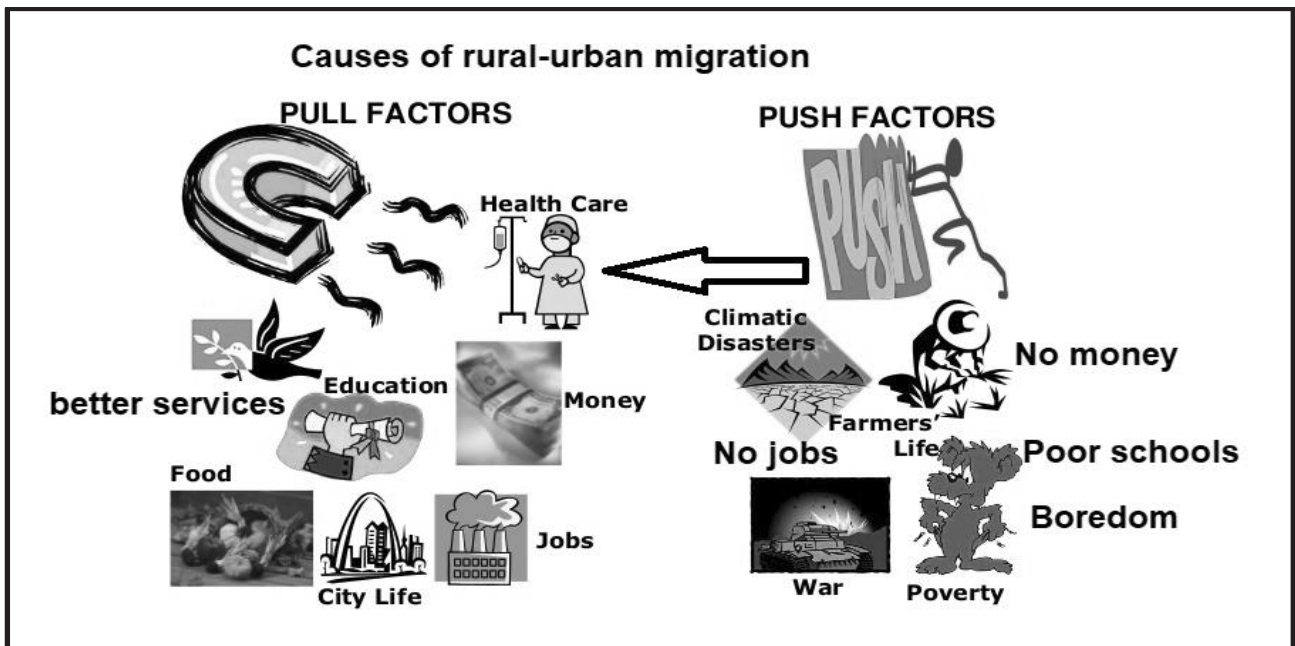 Causes of rural-urban migration
PULL FACTORS
Health Care
better services
Education
Money
Food
City Life
Jobs
PUSH FACTORS
PUSH
Climatic
Disasters
No money
Farmers'
Life
No jobs
Poor schools
Boredom
War
Poverty